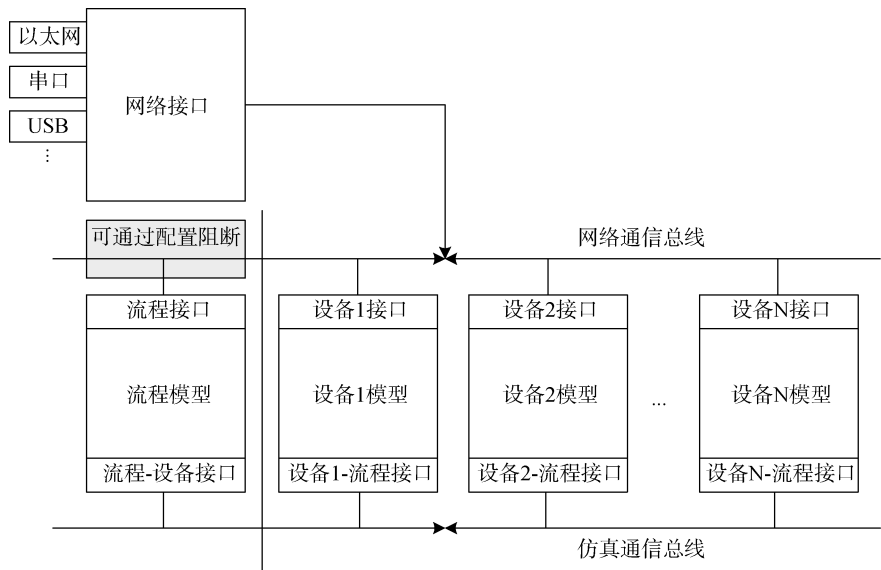 以太网
串口
USB
...
网络接口
可通过配置阻断
网络通信总线
流程接口
设备1接口
设备2接口
设备N接口
流程模型
设备1模型
设备2模型
...
设备N模型
流程-设备接口
设备1-流程接口
设备2-流程接口
设备N-流程接口
仿真通信总线